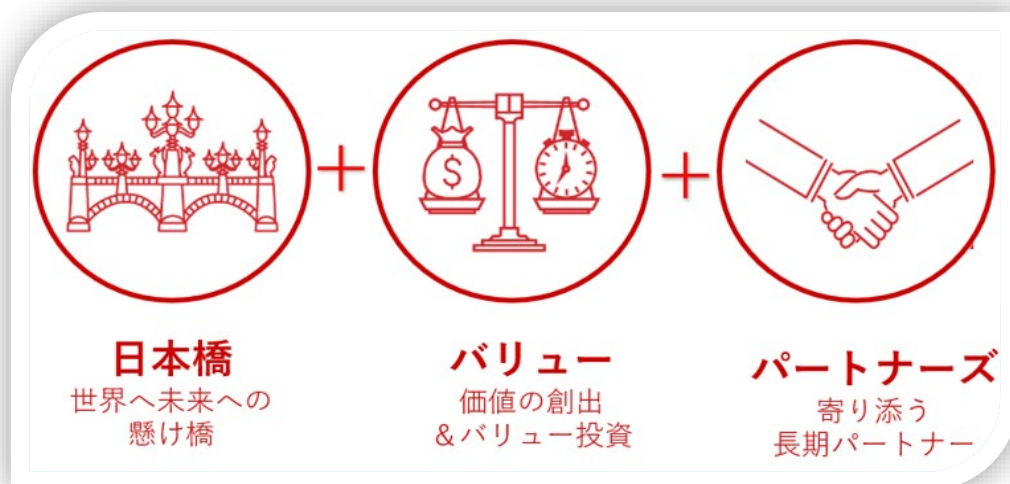 日本橋
世界へ未来への
懸け橋
バリュー
価値の創出
&バリュー投資
パートナーズ
寄り添う
長期パートナー
$